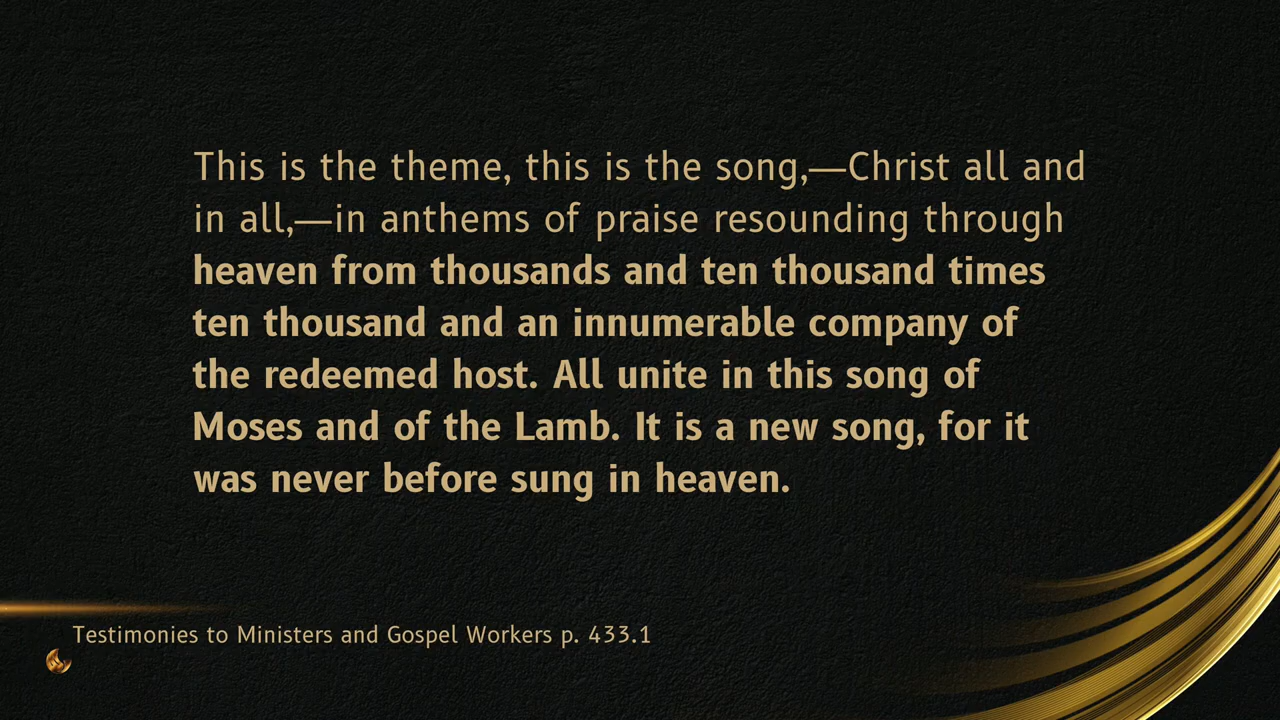 This is the theme, this is the song,—Christ all and
in all,—in anthems of praise resounding through
heaven from thousands and ten thousand times
ten thousand and an innumerable company of
the redeemed host. All unite in this song of
Moses and of the Lamb. It is a new song, for it
was never before sung in heaven.
Testimonies to Ministers and Gospel Workers p. 433.1